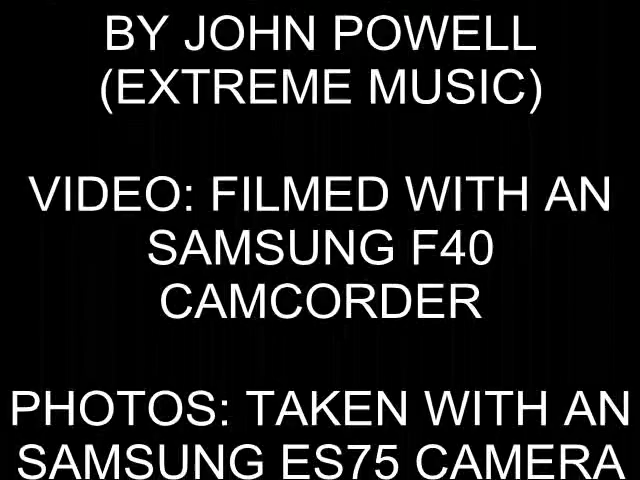 BY JOHN POWELL
(EXTREME MUSIC)
VIDEO: FILMED WITH AN
SAMSUNG F40
CAMCORDER
PHOTOS: TAKEN WITH AN
SAMSUNG ES75 CAMERA